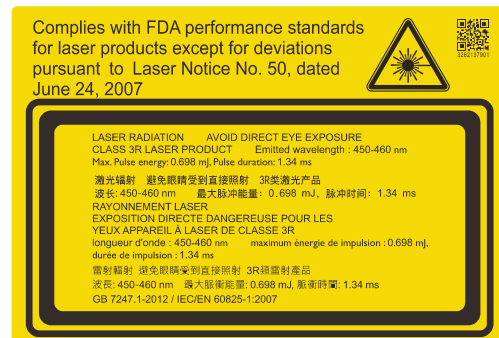 Complies with FDA performance standards
for laser products except for deviations
pursuant to Laser Notice No. 50, dated
June 24, 2007
3262137901
LASER RADIATION AVOID DIRECT EYE EXPOSURE
CLASS 3R LASER PRODUCT Emitted wavelength : 450-460 nm
Max. Pulse energy: 0.698 mJ, Pulse duration: 1.34 ms
激光辐射 避免眼睛受到直接照射 3R类激光产品
波长: 450-460 nm 最大脉冲能量: 0.698 mJ, 脉冲时间: 1.34 ms
RAYONNEMENT LASER
EXPOSITION DIRECTE DANGEREUSE POUR LES
YEUX APPAREIL À LASER DE CLASSE 3R
longueur d'onde : 450-460 nm maximum énergie de impulsion : 0.698 mJ,
durée de impulsion : 1.34 ms
雷射輻射 避免眼睛受到直接照射 3R類雷射產品
波長: 450-460 nm 最大脈衝能量: 0.698 mJ, 脈衝時間: 1.34 ms
GB 7247.1-2012 / IEC/EN 60825-1:2007